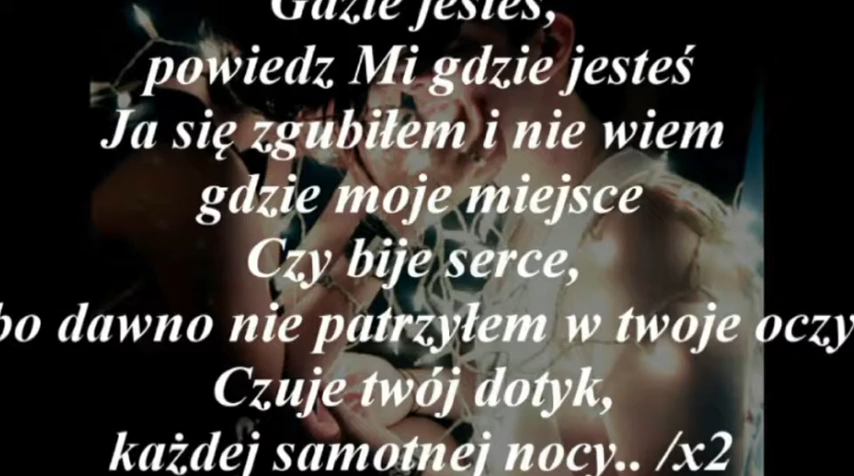 Gdzie jesteś,
powiedz Mi gdzie jesteś
Ja się zgubiłem i nie wiem
gdzie moje miejsce
Czy bije serce,
bo dawno nie patrzyłem w twoje oczy
Czuje twój dotyk,
każdej samotnej nocy.. /x2